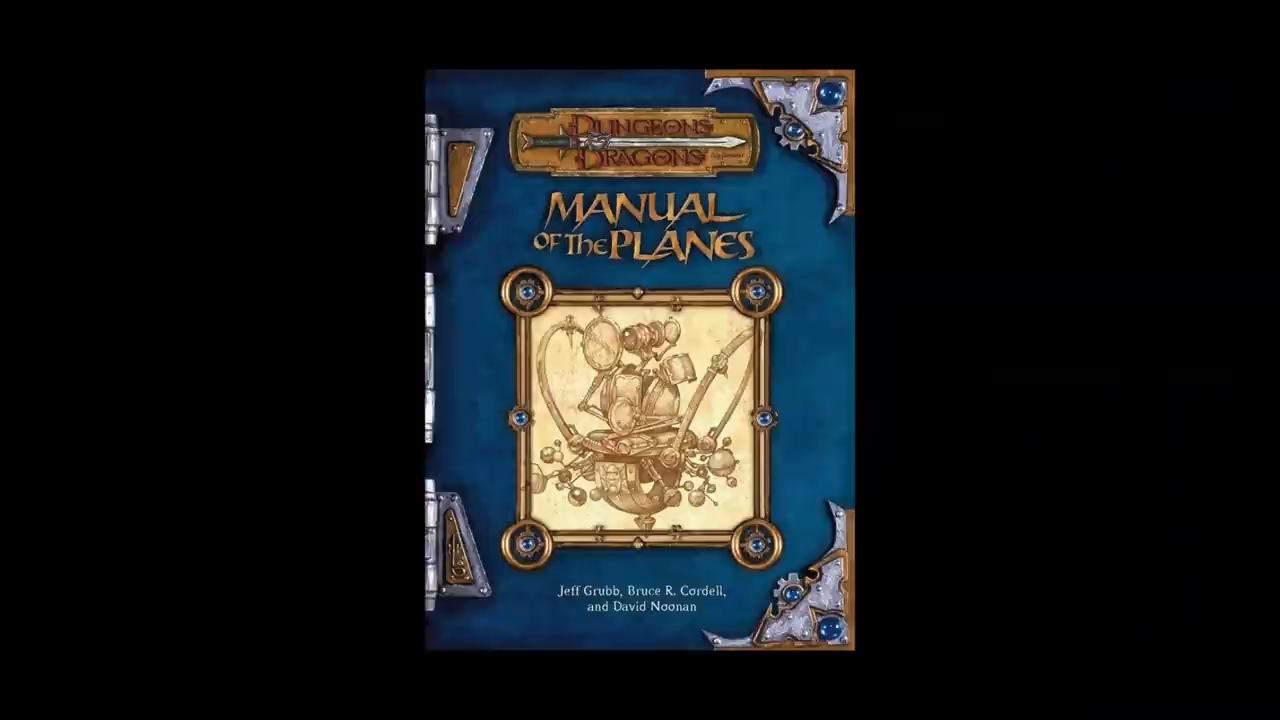 DUNGEONS
DRAGONS
MANUAL
OF THE PLANES
Jeff Grubb, Bruce R. Cordell,
and David Noonan